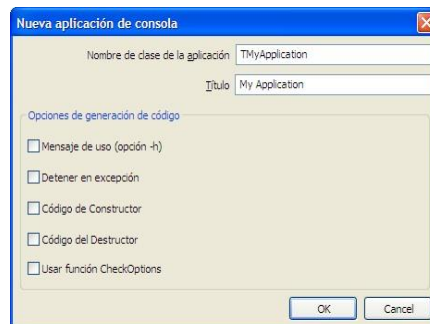 Nueva aplicación de consola
Nombre de clase de la aplicación TMyApplication
Título My Application
Opciones de generación de código
Mensaje de uso (opción -h)
Detener en excepción
Código de Constructor
Código del Destructor
Usar función CheckOptions
OK Cancel